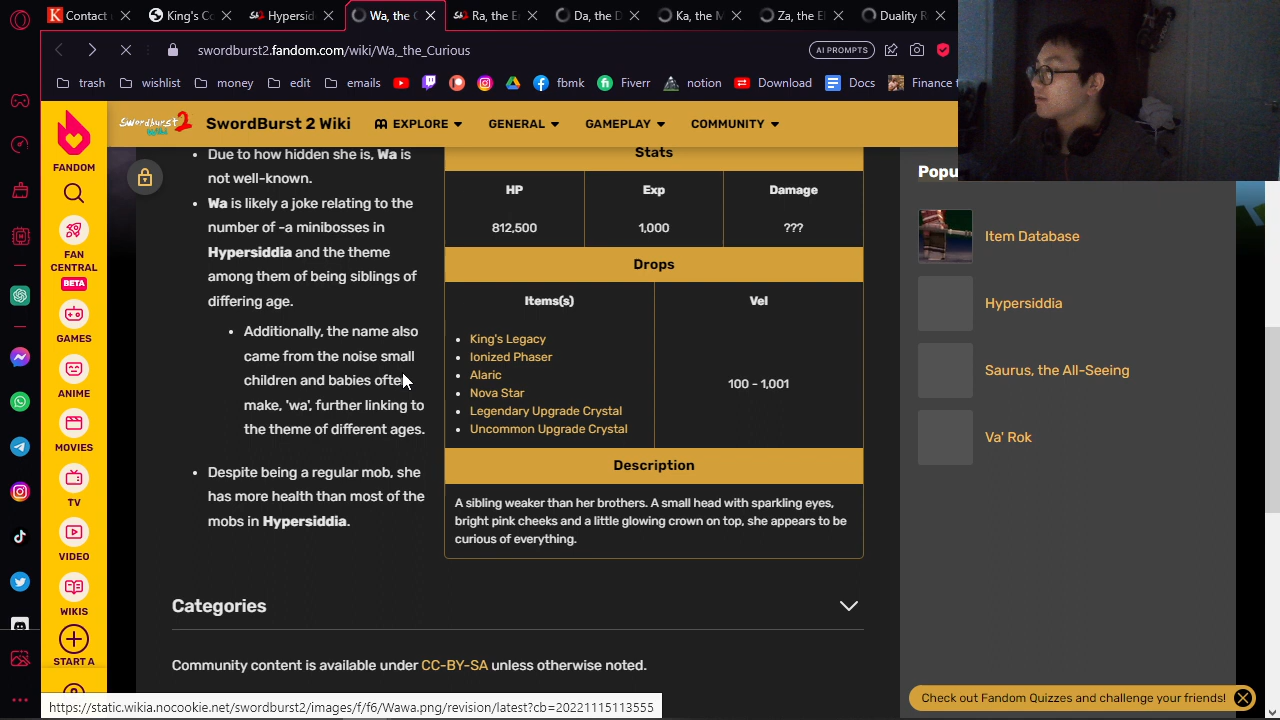 Contact
King's Co
Hypersid
Wa, the C
Ra, the E
Da, the D
Ka, the M
Za, the El
Duality R
swordburst2.fandom.com/wiki/Wa_the_Curious
AI PROMPTS
trash
wishlist
money
edit
emails
fbmk
Fiverr
notion
Download
Docs
Finance t
FANDOM
FAN CENTRAL
BETA
GAMES
ANIME
MOVIES
TV
VIDEO
WIKIS
START A
Swordburst 2 Wiki
SwordBurst 2 Wiki
EXPLORE
GENERAL
GAMEPLAY
COMMUNITY
Due to how hidden she is, Wa is
not well-known.
Wa is likely a joke relating to the
number of -a minibosses in
Hypersiddia and the theme
among them of being siblings of
differing age.
Additionally, the name also
came from the noise small
children and babies ofte
make, 'wa', further linking to
the theme of different ages.
Despite being a regular mob, she
has more health than most of the
mobs in Hypersiddia.
Stats
HP Exp Damage
812,500 1,000 ???
Drops
Items(s) Vel
King's Legacy
Ionized Phaser
Alaric
Nova Star
Legendary Upgrade Crystal
Uncommon Upgrade Crystal
100 - 1,001
Description
A sibling weaker than her brothers. A small head with sparkling eyes,
bright pink cheeks and a little glowing crown on top, she appears to be
curious of everything.
Categories
Community content is available under CC-BY-SA unless otherwise noted.
Popu
Item Database
Hypersiddia
Saurus, the All-Seeing
Va' Rok
Check out Fandom Quizzes and challenge your friends!
https://static.wikia.nocookie.net/swordburst2/images/f/f6/Wawa.png/revision/latest?cb=20221115113555